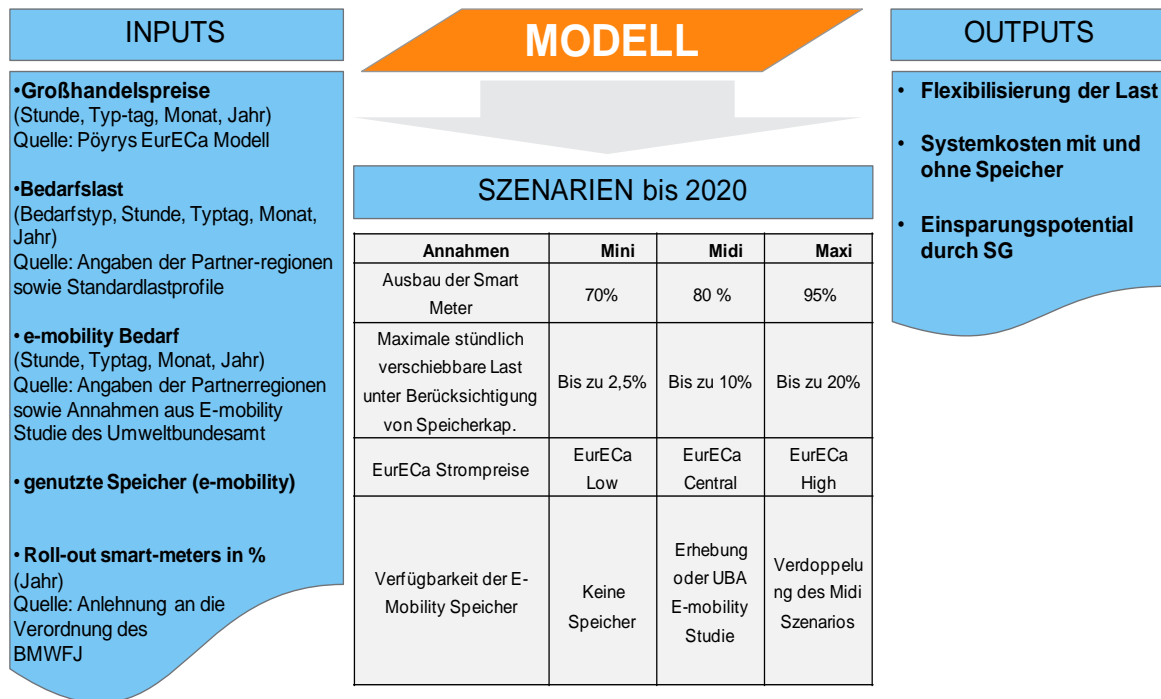 INPUTS
•Großhandelspreise
(Stunde, Typ-tag, Monat, Jahr)
Quelle: Pöyrys EurECa Modell
•Bedarfslast
(Bedarfstyp, Stunde, Typtag, Monat,
Jahr)
Quelle: Angaben der Partner-regionen
sowie Standardlastprofile
• e-mobility Bedarf
(Stunde, Typtag, Monat, Jahr)
Quelle: Angaben der Partnerregionen
sowie Annahmen aus E-mobility
Studie des Umweltbundesamt
• genutzte Speicher (e-mobility)
• Roll-out smart-meters in %
(Jahr)
Quelle: Anlehnung an die
Verordnung des
BMWFJ
MODELL
SZENARIEN bis 2020
Annahmen Mini Midi Maxi
Ausbau der Smart
Meter
70% 80 % 95%
Maximale stündlich
verschiebbare Last
unter Berücksichtigung
von Speicherkap.
Bis zu 2,5% Bis zu 10% Bis zu 20%
EurECa Strompreise
EurECa
Low
EurECa
Central
EurECa
High
Verfügbarkeit der E-
Mobility Speicher
Keine
Speicher
Erhebung
oder UBA
E-mobility
Studie
Verdoppelu
ng des Midi
Szenarios
OUTPUTS
• Flexibilisierung der Last
• Systemkosten mit und
ohne Speicher
• Einsparungspotential
durch SG